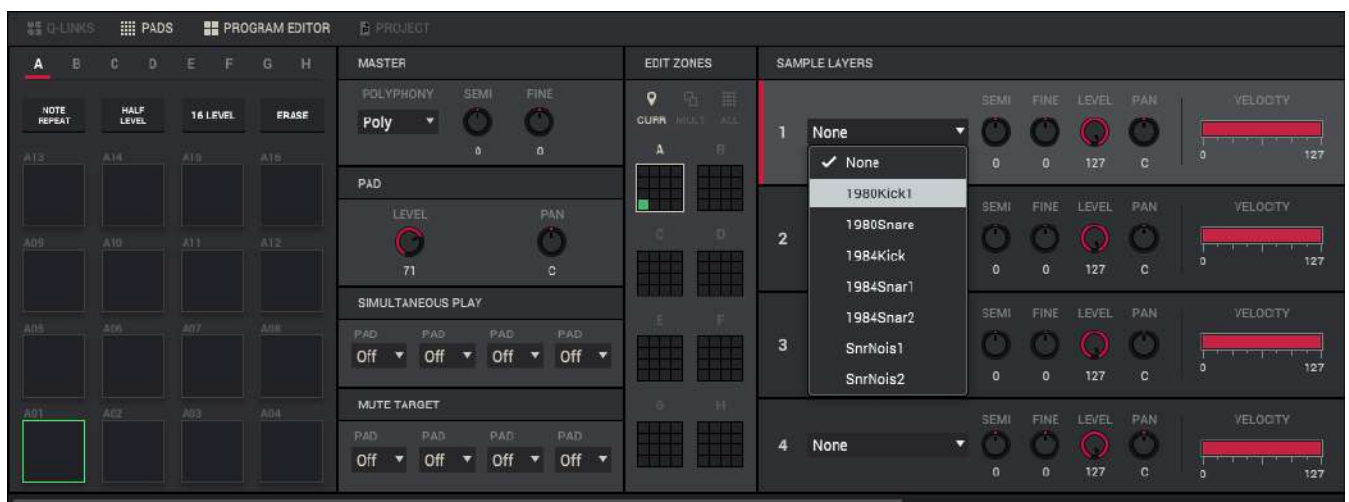 Q-LINKS PADS PROGRAM EDITOR PROJECT
A B C D E F G H
NOTE REPEAT HALF LEVEL 16 LEVEL ERASE
A13 A14 A15 A16
A09 A10 A11 A12
A05 A06 A07 A08
A01 A02 A03 A04
MASTER
POLYPHONY SEMI FINE
Poly
0 0
PAD
LEVEL PAN
71 C
SIMULTANEOUS PLAY
PAD PAD PAD PAD
Off Off Off Off
MUTE TARGET
PAD PAD PAD PAD
Off Off Off Off
EDIT ZONES
CURR MULT ALL
A B
C D
E F
G H
SAMPLE LAYERS
SEMI FINE LEVEL PAN VELOCITY
1 None
0 0 127 C 0 127
None
1980Kick1
1980Snare
1984Kick
1984Snar1
1984Snar2
SnrNois1
SnrNois2
SEMI FINE LEVEL PAN VELOCITY
2
0 0 127 C 0 127
SEMI FINE LEVEL PAN VELOCITY
3
0 0 127 C 0 127
SEMI FINE LEVEL PAN VELOCITY
4 None
0 0 127 C 0 127